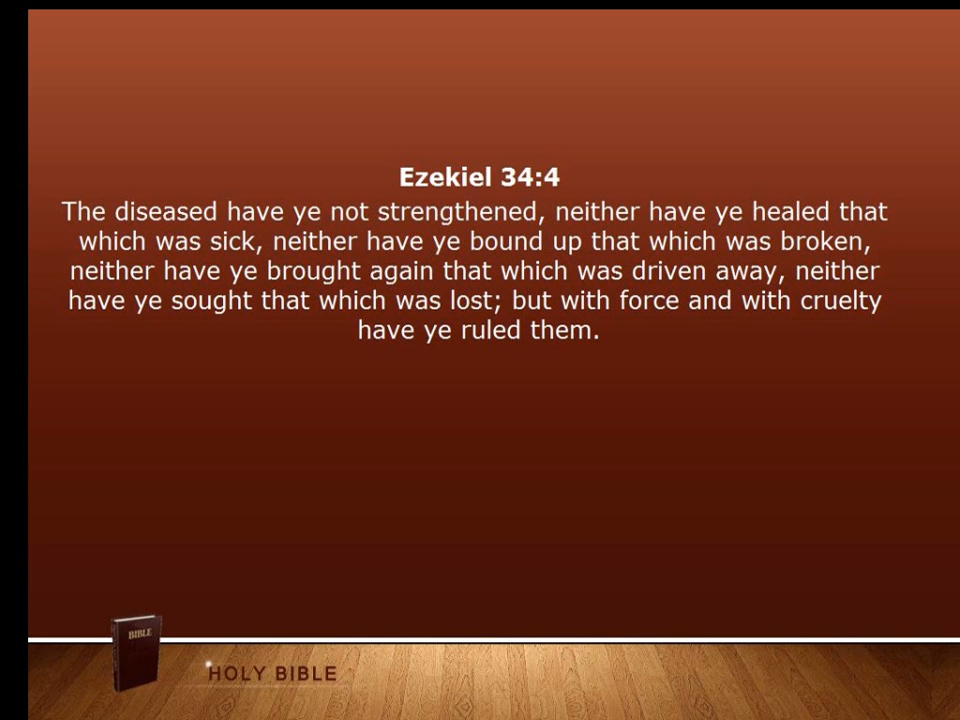 Ezekiel 34:4
The diseased have ye not strengthened, neither have ye healed that
which was sick, neither have ye bound up that which was broken,
neither have ye brought again that which was driven away, neither
have ye sought that which was lost; but with force and with cruelty
have ye ruled them.
BIBLE
HOLY BIBLE